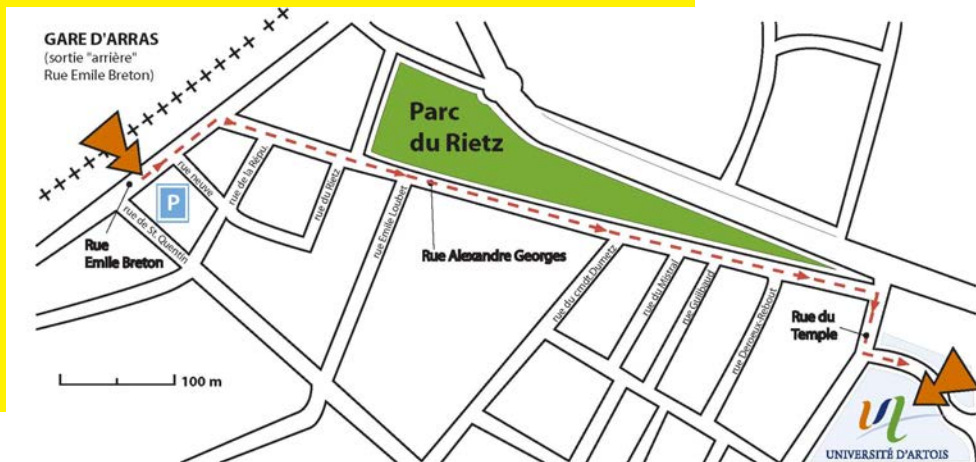 GARE D'ARRAS
(sortie "arrière"
Rue Emile Breton)
Parc
du Rietz
rue neuve
rue de la Répu.
rue du Rietz
P
rue de St. Quentin
rue Emile Loubet
Rue
Emile Breton
Rue Alexandre Georges
rue du cmdt Dumetz
rue du Mistral
rue Guilbaud
rue Deroeux-Rebout
Rue du
Temple
100 m
UNIVERSITÉ D'ARTOIS